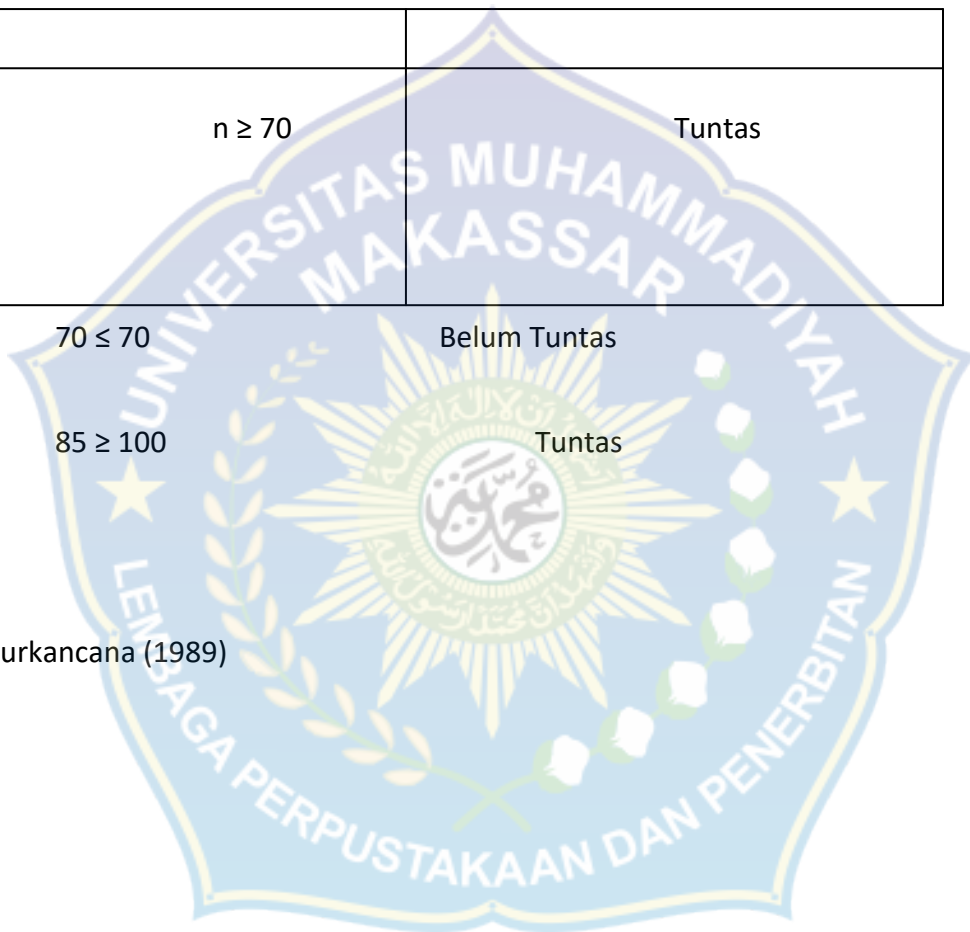 n ≥ 70 Tuntas
70 ≤ 70 Belum Tuntas
85 ≥ 100 Tuntas
urkancana (1989)
UNIVERSITAS MUHAMMADIYAH
MAKASSAR
LEMBAGA PERPUSTAKAAN DAN PENERBITAN